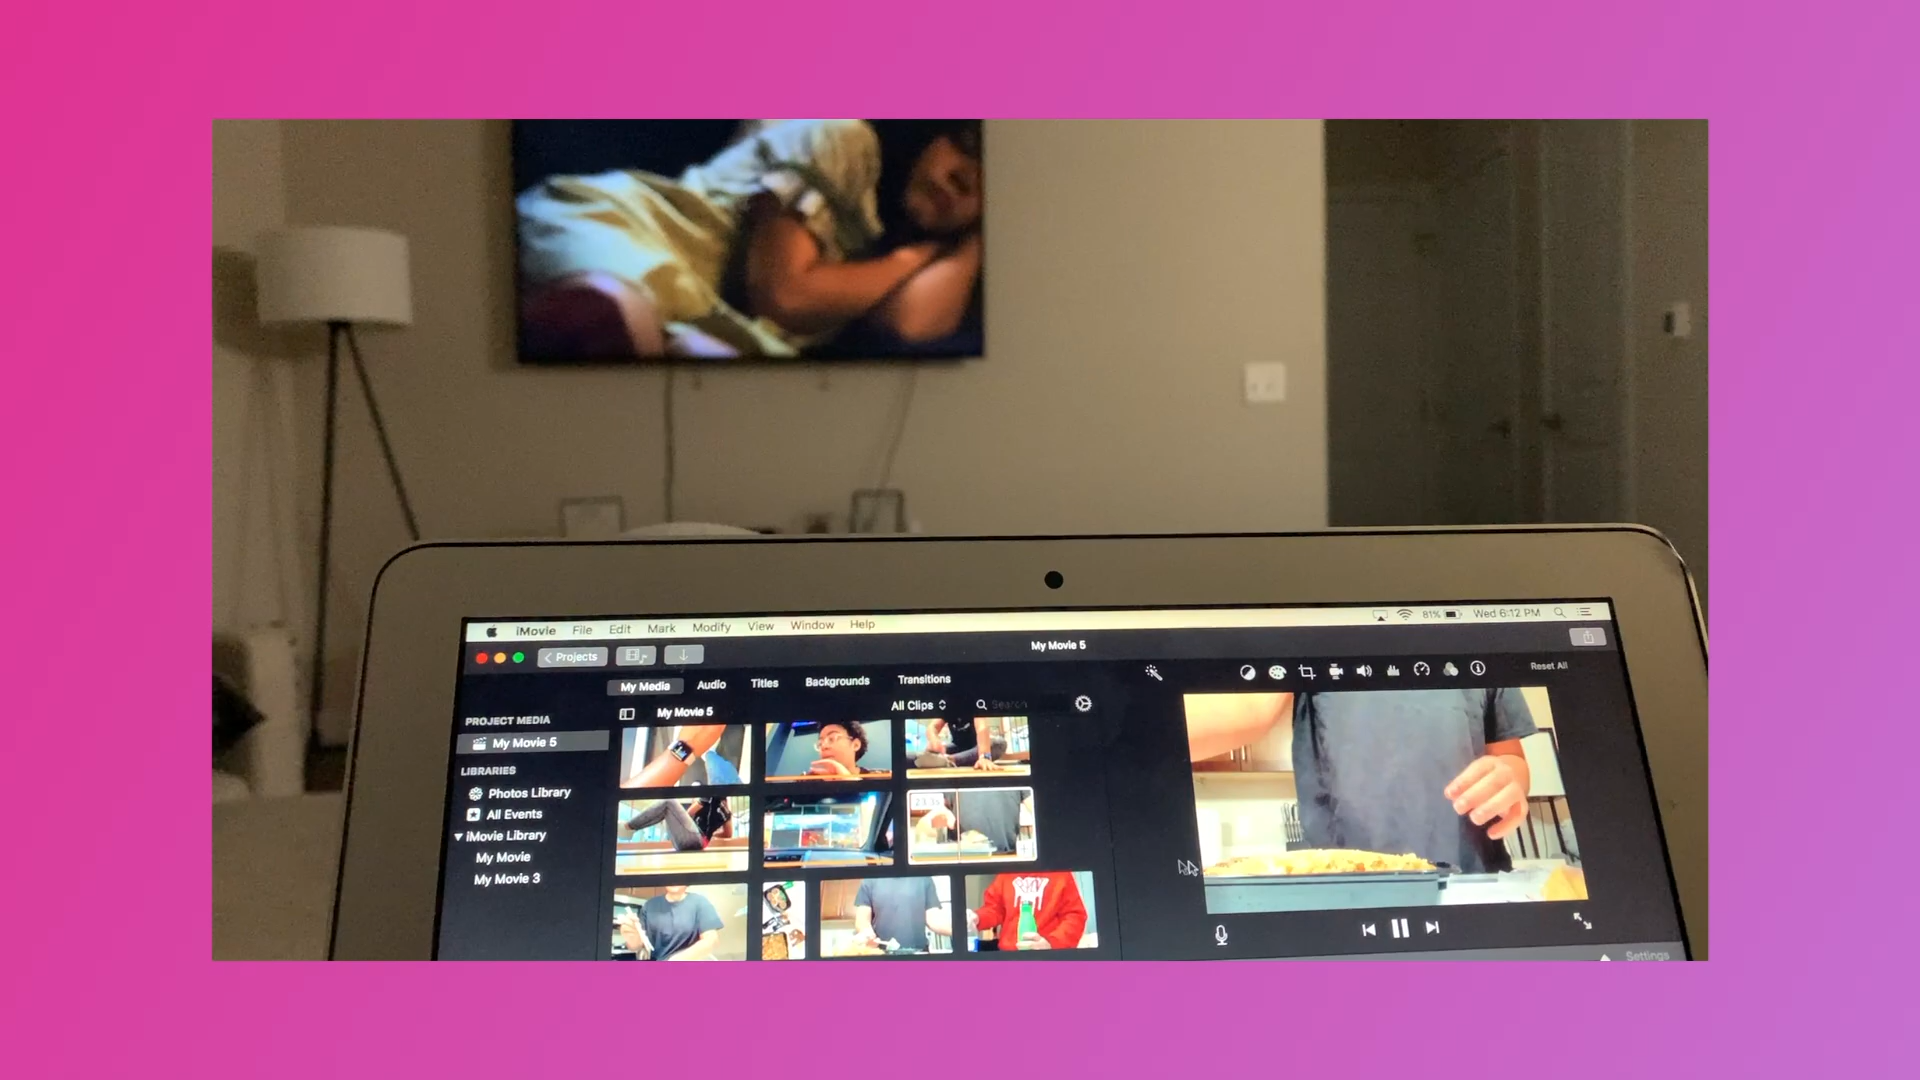 iMovie File Edit Mark Modify View Window Help 81% Wed 6:12 PM
Projects
My Movie 5
My Media Audio Titles Backgrounds Transitions
Reset All
PROJECT MEDIA
My Movie 5
All Clips
Search
My Movie 5
LIBRARIES
Photos Library
All Events
iMovie Library
My Movie
My Movie 3
Settings